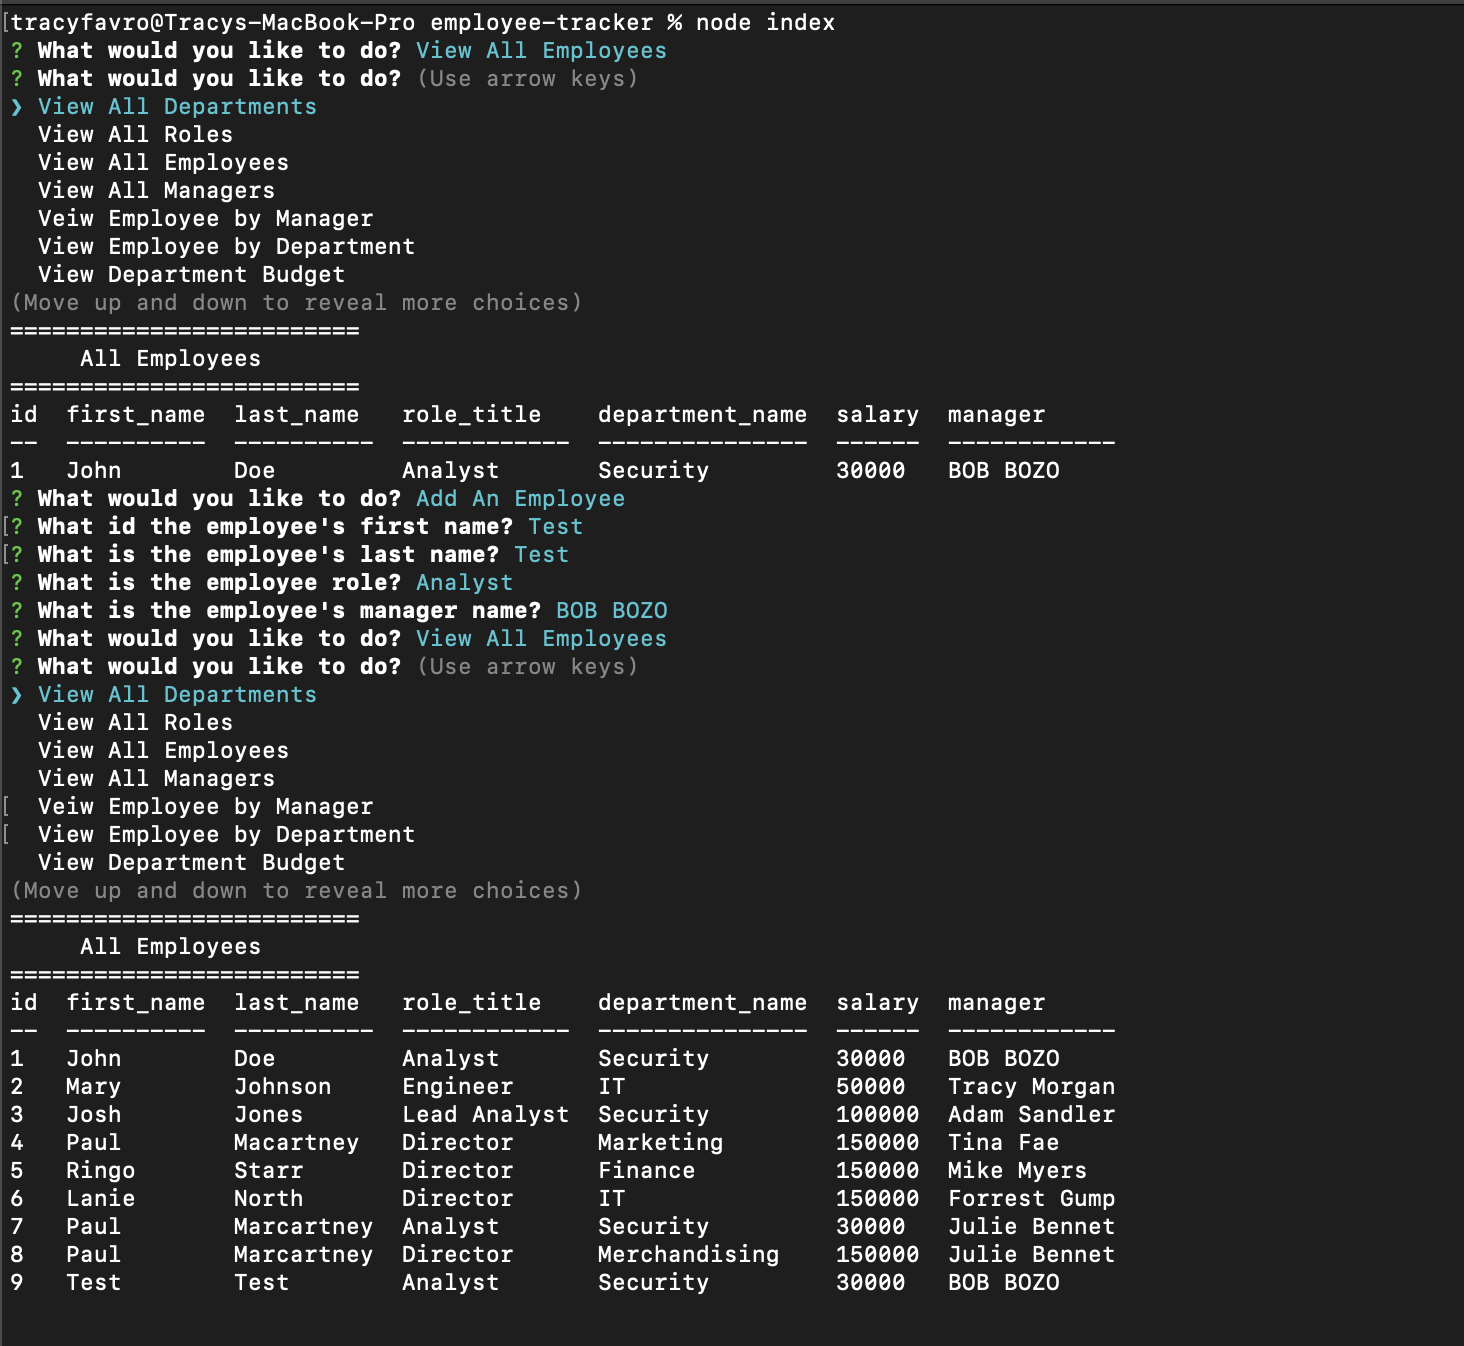 [tracyfavro@Tracys-MacBook-Pro employee-tracker % node index
? What would you like to do? View All Employees
? What would you like to do? (Use arrow keys)
❯ View All Departments
  View All Roles
  View All Employees
  View All Managers
  Veiw Employee by Manager
  View Employee by Department
  View Department Budget
(Move up and down to reveal more choices)
=========================
     All Employees
=========================
id  first_name  last_name   role_title    department_name  salary  manager
--  ----------  ----------  ------------  ---------------  ------  ------------
1   John        Doe         Analyst       Security         30000   BOB BOZO
? What would you like to do? Add An Employee
[? What id the employee's first name? Test
[? What is the employee's last name? Test
? What is the employee role? Analyst
? What is the employee's manager name? BOB BOZO
? What would you like to do? View All Employees
? What would you like to do? (Use arrow keys)
❯ View All Departments
  View All Roles
  View All Employees
  View All Managers
[ Veiw Employee by Manager
[ View Employee by Department
  View Department Budget
(Move up and down to reveal more choices)
=========================
     All Employees
=========================
id  first_name  last_name   role_title    department_name  salary  manager
--  ----------  ----------  ------------  ---------------  ------  ------------
1   John        Doe         Analyst       Security         30000   BOB BOZO
2   Mary        Johnson     Engineer      IT               50000   Tracy Morgan
3   Josh        Jones       Lead Analyst  Security         100000  Adam Sandler
4   Paul        Macartney   Director      Marketing        150000  Tina Fae
5   Ringo       Starr       Director      Finance          150000  Mike Myers
6   Lanie       North       Director      IT               150000  Forrest Gump
7   Paul        Marcartney  Analyst       Security         30000   Julie Bennet
8   Paul        Marcartney  Director      Merchandising    150000  Julie Bennet
9   Test        Test        Analyst       Security         30000   BOB BOZO